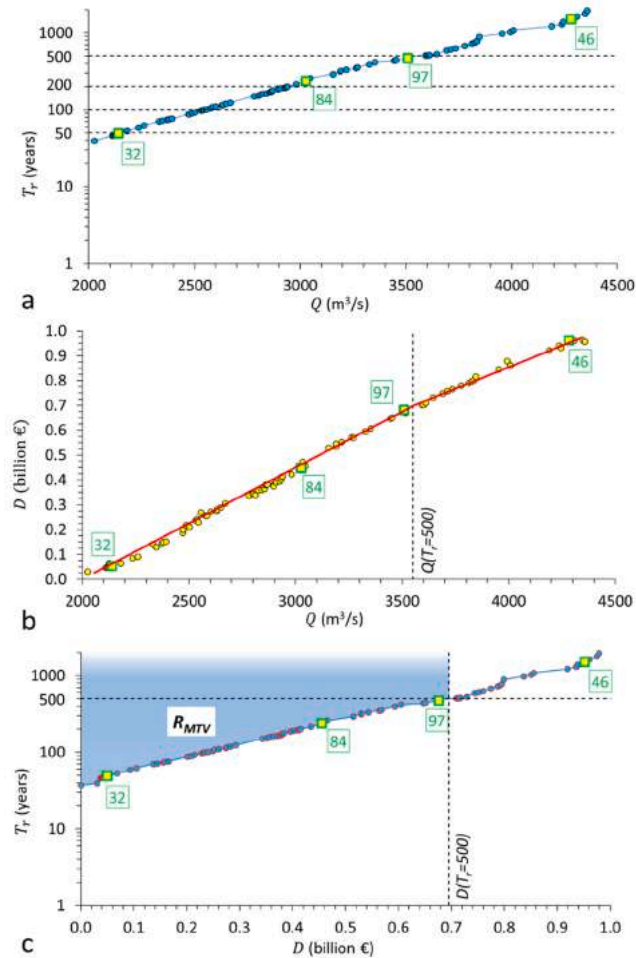 1000
500
200
100
50
10
1
Tr (years)
46
97
84
32
2000 2500 3000 3500 4000 4500
a
Q (m³/s)
1.0
0.9
0.8
0.7
0.6
0.5
0.4
0.3
0.2
0.1
0.0
D (billion €)
97
46
84
32
Q(Tr=500)
2000 2500 3000 3500 4000 4500
b
Q (m³/s)
1000
500
100
10
1
Tr (years)
RMTV
46
97
84
32
D(Tr=500)
0.0 0.1 0.2 0.3 0.4 0.5 0.6 0.7 0.8 0.9 1.0
c
D (billion €)